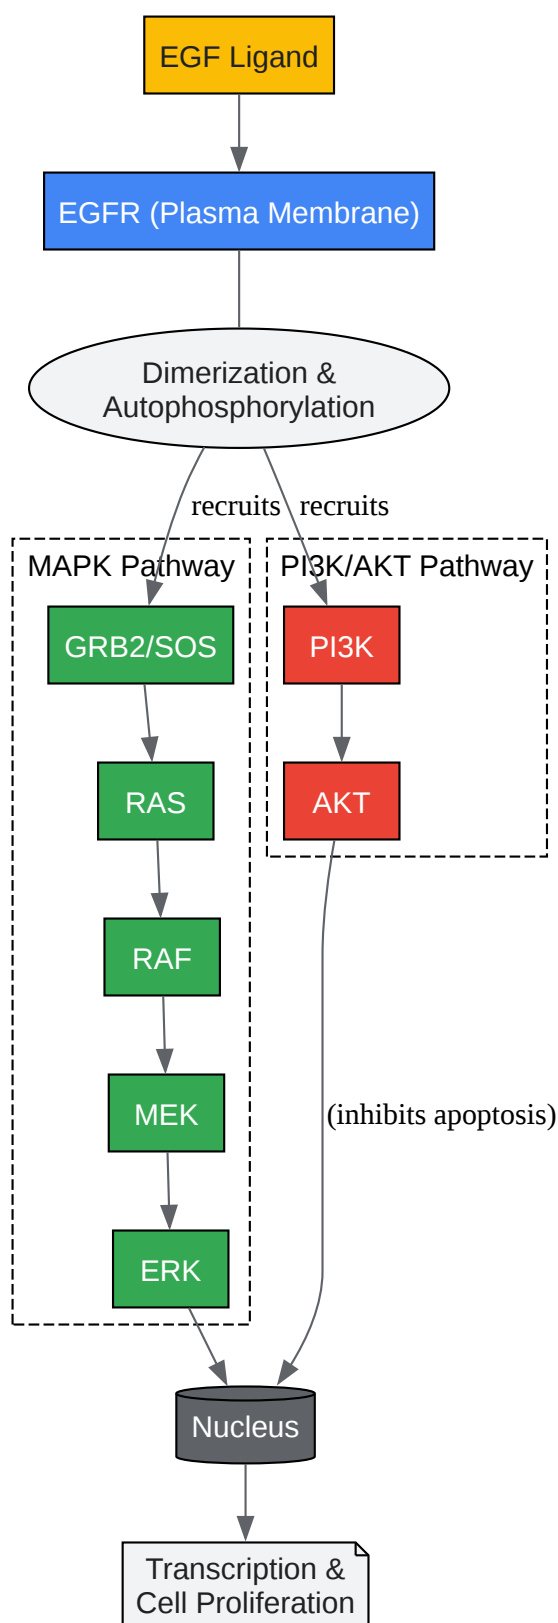 EGF Ligand
EGFR (Plasma Membrane)
Dimerization &
Autophosphorylation
recruits
recruits
MAPK Pathway
PI3K/AKT Pathway
GRB2/SOS
PI3K
RAS
AKT
RAF
MEK
(inhibits apoptosis)
ERK
Nucleus
Transcription &
Cell Proliferation